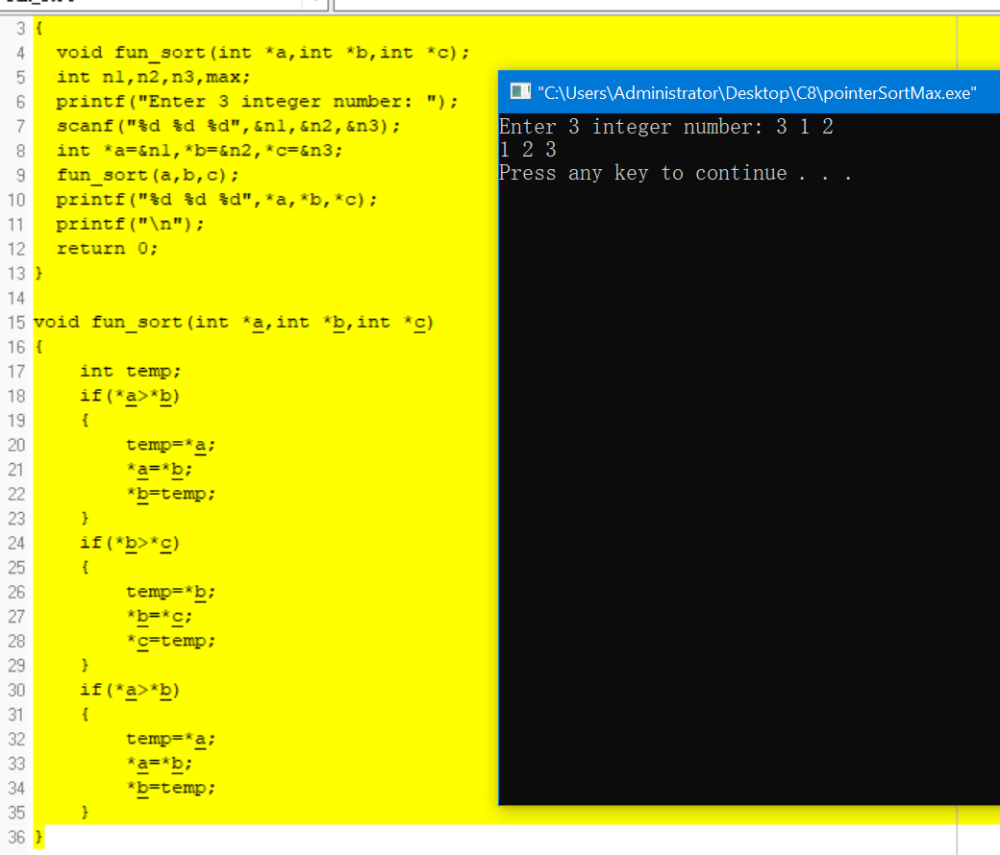 3 {
4 void fun_sort(int *a,int *b,int *c);
5 int n1,n2,n3,max;
6 printf("Enter 3 integer number: ");
7 scanf("%d %d %d",&n1,&n2,&n3);
8 int *a=&n1,*b=&n2,*c=&n3;
9 fun_sort(a,b,c);
10 printf("%d %d %d",*a,*b,*c);
11 printf("\n");
12 return 0;
13 }
14
15 void fun_sort(int *a,int *b,int *c)
16 {
17 int temp;
18 if(*a>*b)
19 {
20 temp=*a;
21 *a=*b;
22 *b=temp;
23 }
24 if(*b>*c)
25 {
26 temp=*b;
27 *b=*c;
28 *c=temp;
29 }
30 if(*a>*b)
31 {
32 temp=*a;
33 *a=*b;
34 *b=temp;
35 }
36 }
"C:\Users\Administrator\Desktop\C8\pointerSortMax.exe"
Enter 3 integer number: 3 1 2
1 2 3
Press any key to continue . . .